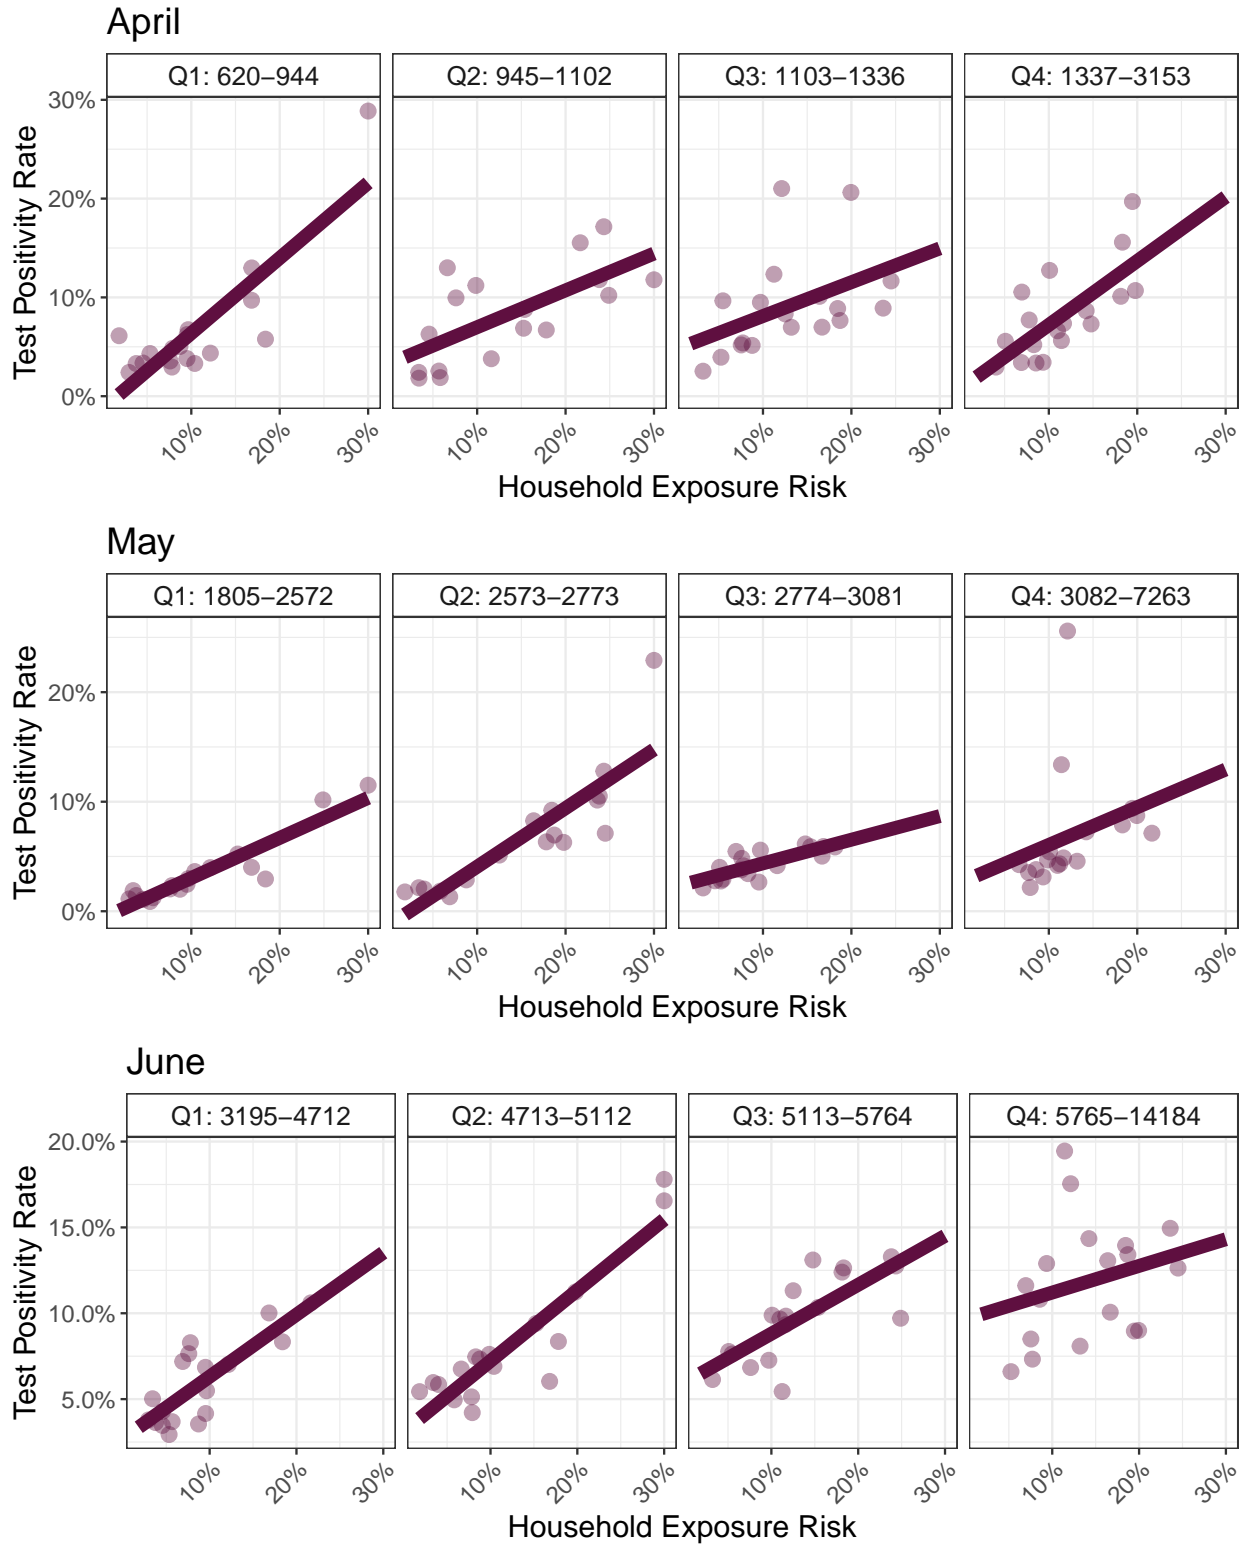 April
Q1: 620–944 Q2: 945–1102 Q3: 1103–1336 Q4: 1337–3153
Test Positivity Rate
30%
20%
10%
0%
10% 20% 30% 10% 20% 30% 10% 20% 30% 10% 20% 30%
Household Exposure Risk
May
Q1: 1805–2572 Q2: 2573–2773 Q3: 2774–3081 Q4: 3082–7263
Test Positivity Rate
20%
10%
0%
10% 20% 30% 10% 20% 30% 10% 20% 30% 10% 20% 30%
Household Exposure Risk
June
Q1: 3195–4712 Q2: 4713–5112 Q3: 5113–5764 Q4: 5765–14184
Test Positivity Rate
20.0%
15.0%
10.0%
5.0%
10% 20% 30% 10% 20% 30% 10% 20% 30% 10% 20% 30%
Household Exposure Risk